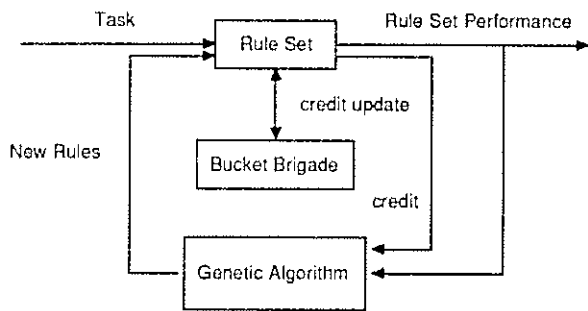 Task
Rule Set Performance
Rule Set
credit update
New Rules
Bucket Brigade
credit
Genetic Algorithm